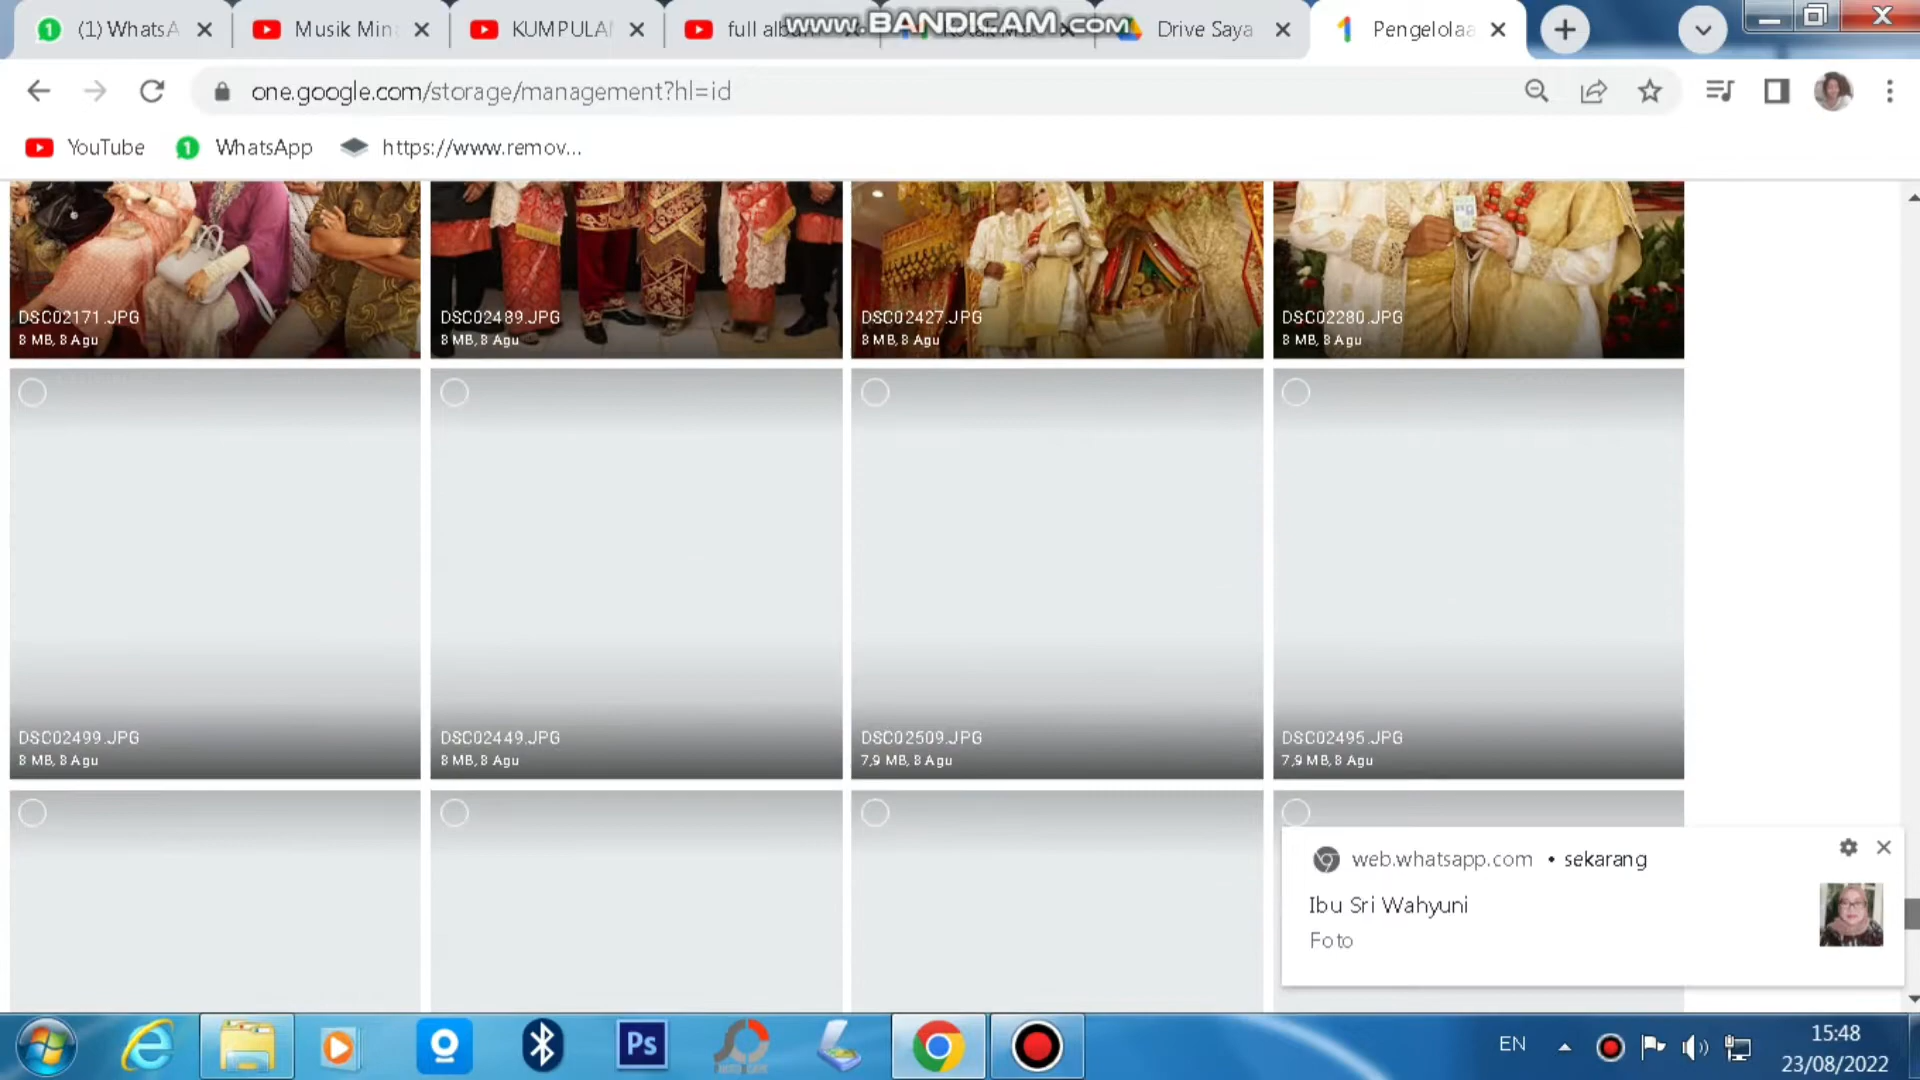 (1) WhatsA
Musik Min
KUMPULA
full album
www.BANDICAM.com
Drive Saya
Pengelolaa
one.google.com/storage/management?hl=id
YouTube
WhatsApp
https://www.remov...
DSC02171.JPG
8 MB, 8 Agu
DSC02489.JPG
8 MB, 8 Agu
DSC02427.JPG
8 MB, 8 Agu
DSC02280.JPG
8 MB, 8 Agu
DSC02499.JPG
8 MB, 8 Agu
DSC02449.JPG
8 MB, 8 Agu
DSC02509.JPG
7,9 MB, 8 Agu
DSC02495.JPG
7,9 MB, 8 Agu
web.whatsapp.com • sekarang
Ibu Sri Wahyuni
Foto
Ps
EN
15:48
23/08/2022